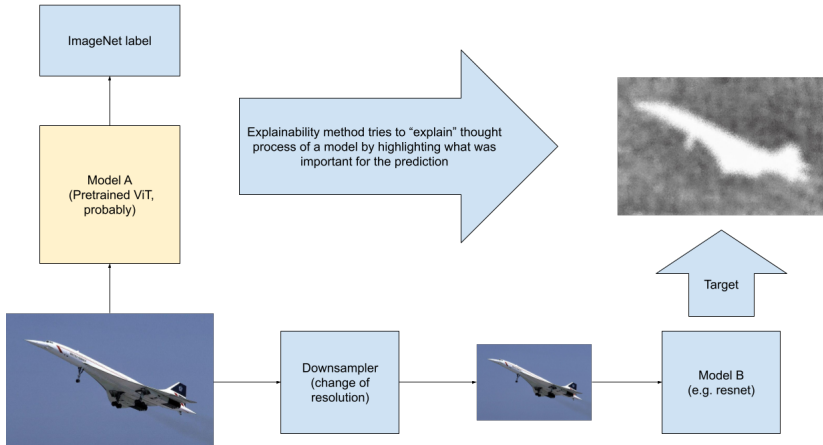 ImageNet label
Model A
(Pretrained ViT,
probably)
Explainability method tries to “explain” thought
process of a model by highlighting what was
important for the prediction
Target
Downsampler
(change of
resolution)
Model B
(e.g. resnet)